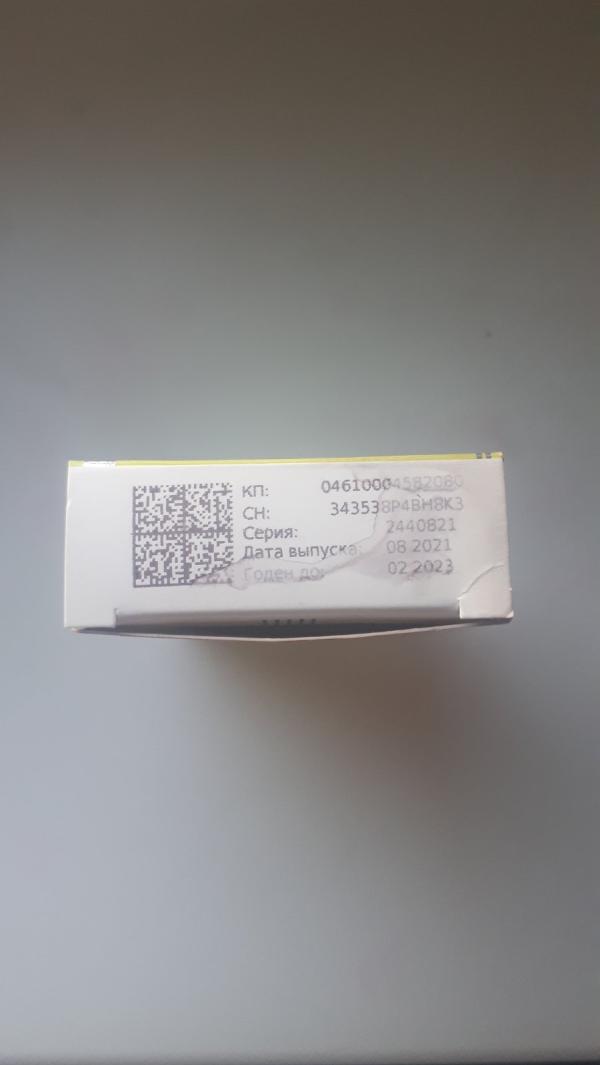 КП: 04610004582080
СН: 343538P4BH8K3
Серия: 2440821
Дата выпуска: 08 2021
Годен до: 02 2023